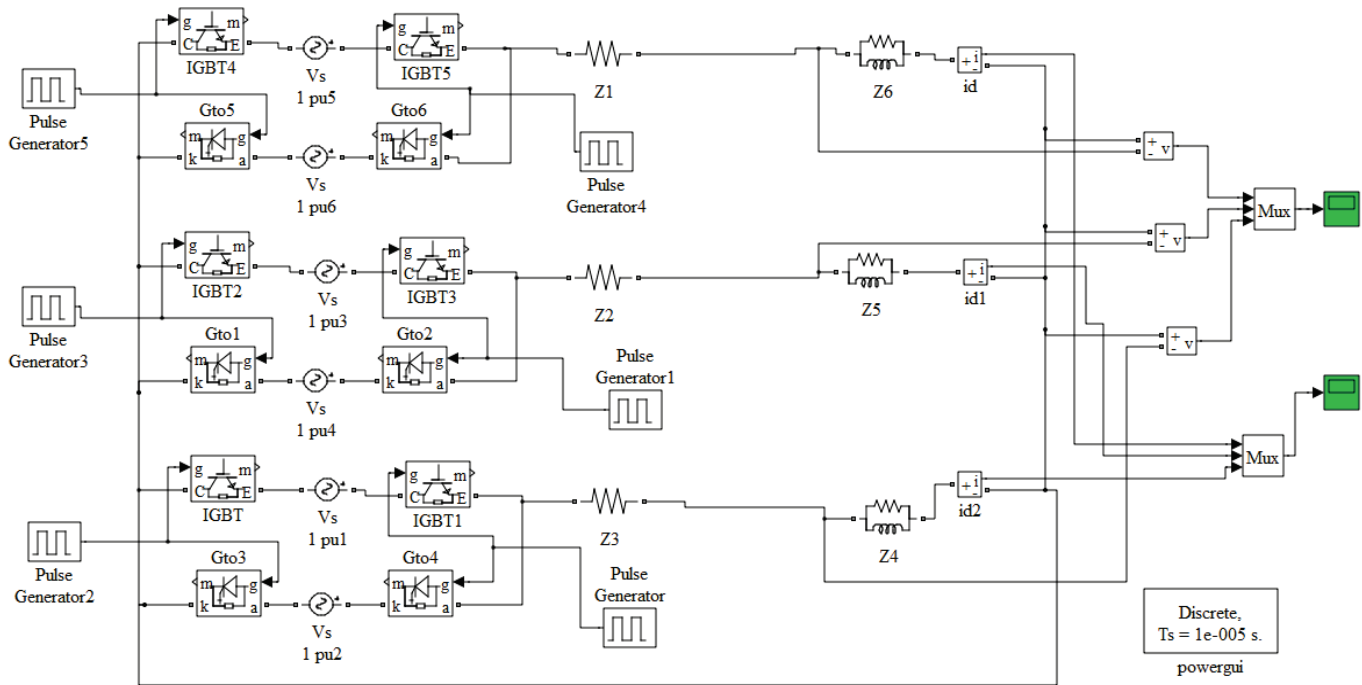 g m
C E
IGBT4
Vs
1 pu5
g m
C E
IGBT5
Z1
Z6
+ i
-
id
Pulse
Generator5
Gto5
m g
k a
Vs
1 pu6
Gto6
m g
k a
Pulse
Generator4
+
- v
Mux
g m
C E
IGBT2
Vs
1 pu3
g m
C E
IGBT3
Z2
Z5
+ i
-
id1
+
- v
Pulse
Generator3
Gto1
m g
k a
Vs
1 pu4
Gto2
m g
k a
Pulse
Generator1
+
- v
Mux
g m
C E
IGBT
Vs
1 pu1
g m
C E
IGBT1
Z3
Z4
+ i
-
id2
Pulse
Generator2
Gto3
m g
k a
Vs
1 pu2
Gto4
m g
k a
Pulse
Generator
Discrete,
Ts = 1e-005 s.
powergui